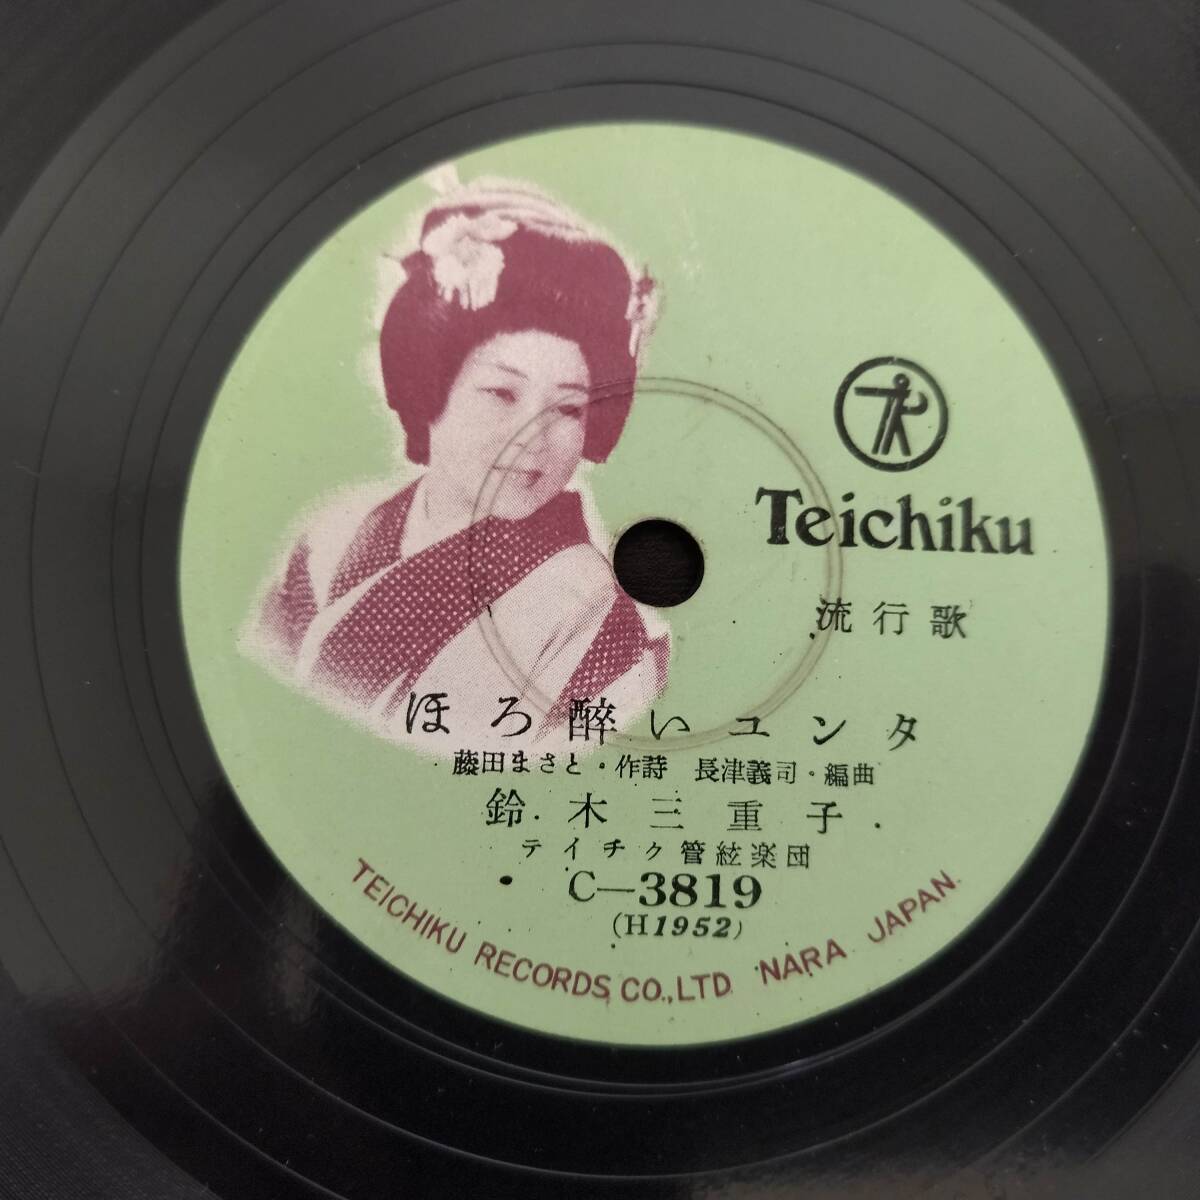 Teichiku
流行歌
ほろ酔いユンタ
藤田まさと・作詩 長津義司・編曲
鈴木三重子
テイチク管絃楽団
C-3819
(H1952)
TEICHIKU RECORDS CO.,LTD. NARA JAPAN.